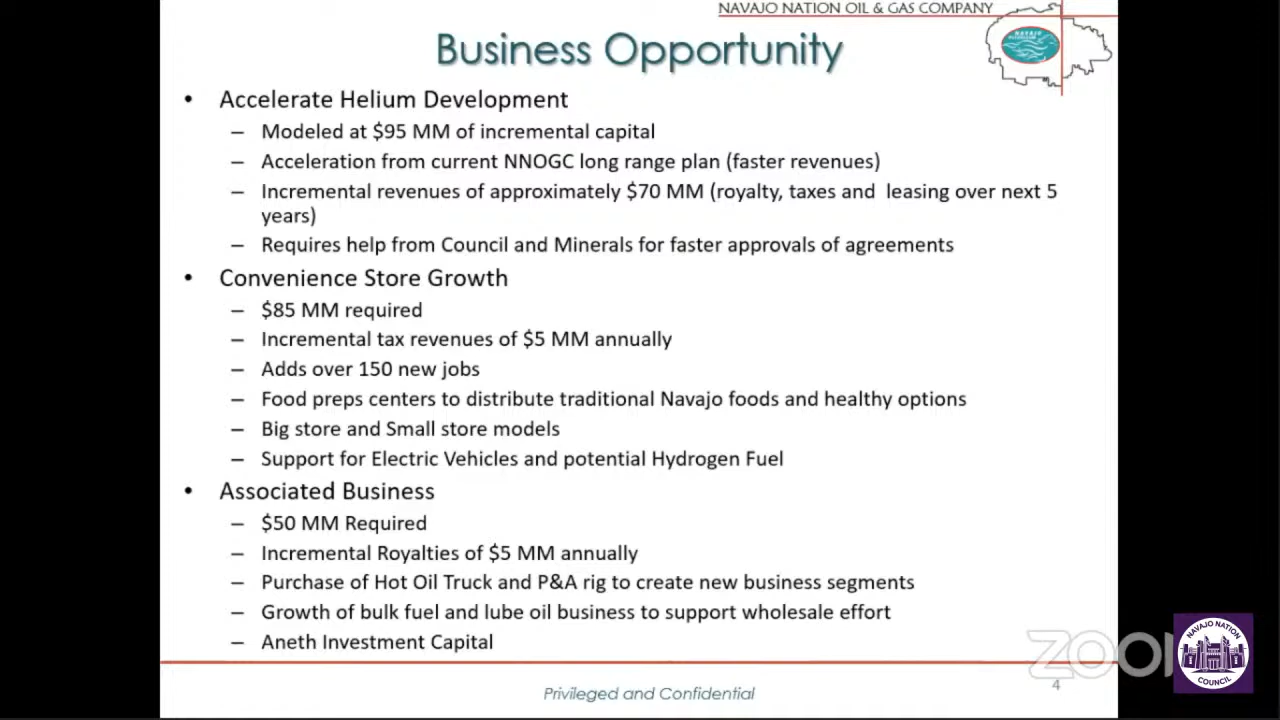 NAVAJO NATION OIL & GAS COMPANY
Business Opportunity
NAVAJO
• Accelerate Helium Development
– Modeled at $95 MM of incremental capital
– Acceleration from current NNOGC long range plan (faster revenues)
– Incremental revenues of approximately $70 MM (royalty, taxes and  leasing over next 5
years)
– Requires help from Council and Minerals for faster approvals of agreements
• Convenience Store Growth
– $85 MM required
– Incremental tax revenues of $5 MM annually
– Adds over 150 new jobs
– Food preps centers to distribute traditional Navajo foods and healthy options
– Big store and Small store models
– Support for Electric Vehicles and potential Hydrogen Fuel
• Associated Business
– $50 MM Required
– Incremental Royalties of $5 MM annually
– Purchase of Hot Oil Truck and P&A rig to create new business segments
– Growth of bulk fuel and lube oil business to support wholesale effort
– Aneth Investment Capital
Privileged and Confidential
4
zoom
NAVAJO NATION
COUNCIL